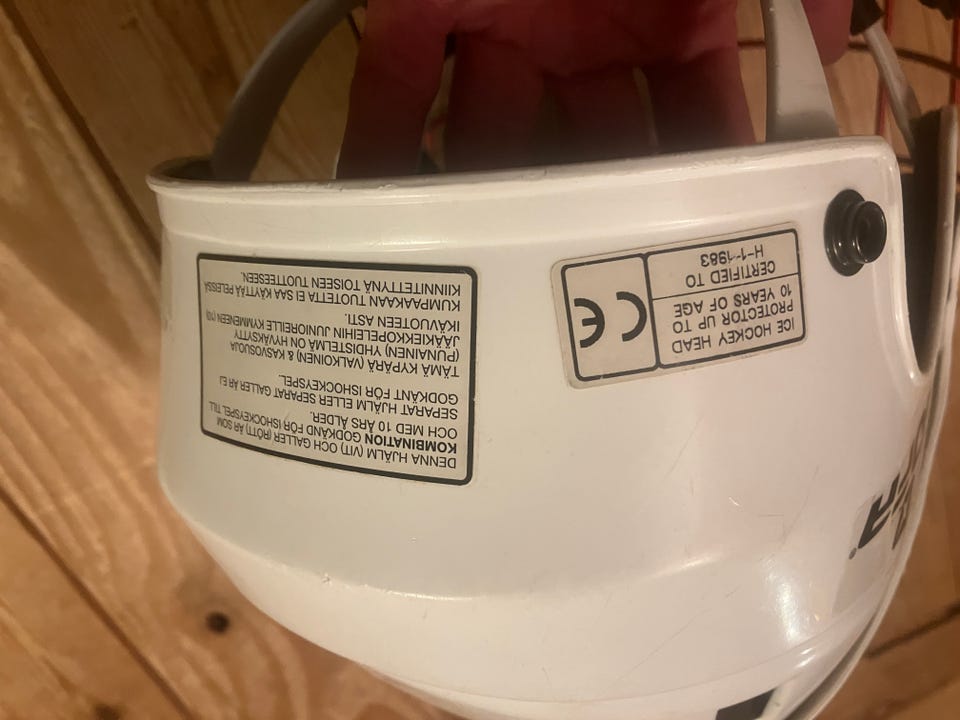 DENNA HJÄLM (VIT) OCH GALLER (RÖTT) ÄR SOM
KOMBINATION GODKÄND FÖR ISHOCKEYSPEL TILL
OCH MED 10 ÅRS ÅLDER.
SEPARAT HJÄLM ELLER SEPARAT GALLER ÄR EJ
GODKÄNT FÖR ISHOCKEYSPEL.
TÄMÄ KYPÄRÄ (VALKOINEN) & KASVOSUOJA
(PUNAINEN) YHDISTELMÄ ON HYVÄKSYTTY
JÄÄKIEKKOPELEIHIN JUNIOREILLE KYMMENEEN (10)
IKÄVUOTEEN ASTI.
KUMPAAKAAN TUOTETTA EI SAA KÄYTTÄÄ PELEISSÄ
KIINNITETTYNÄ TOISEEN TUOTTEESEEN.
ICE HOCKEY HEAD
PROTECTOR UP TO
10 YEARS OF AGE
CERTIFIED TO
H-1-1983
CE